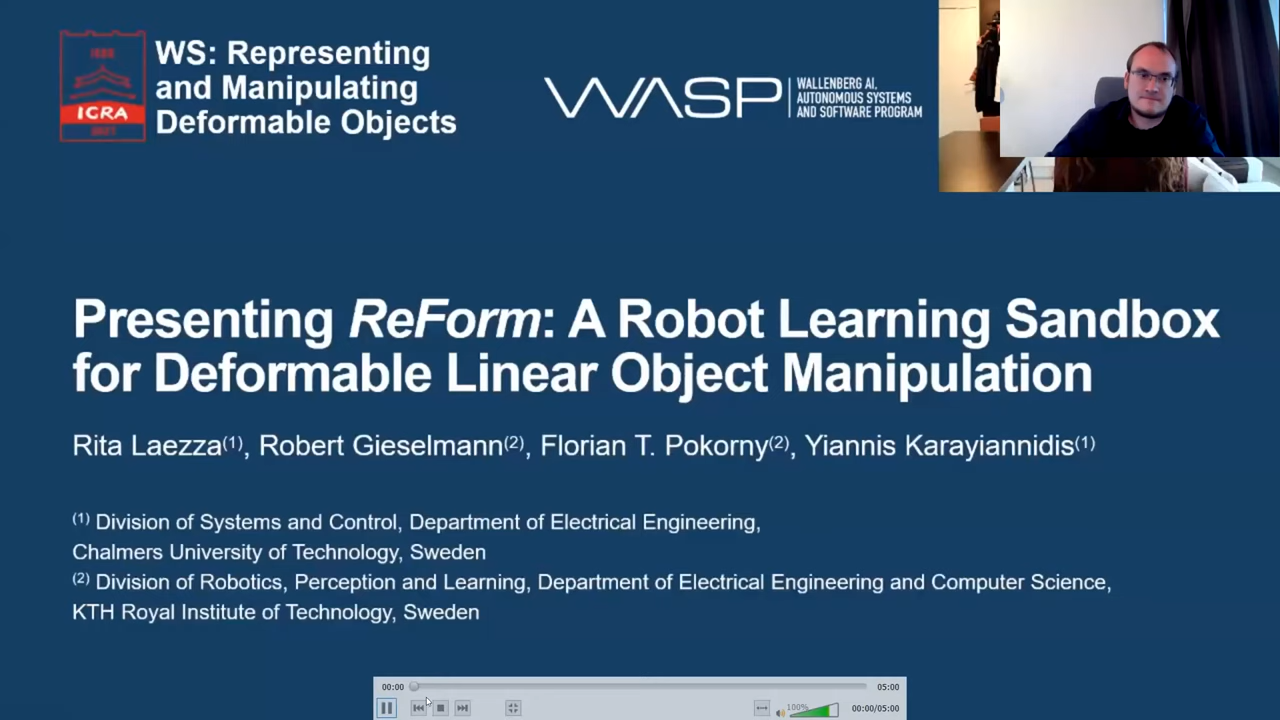 WS: Representing
and Manipulating
Deformable Objects
ICRA
WASP
WALLENBERG AI,
AUTONOMOUS SYSTEMS
AND SOFTWARE PROGRAM
Presenting ReForm: A Robot Learning Sandbox
for Deformable Linear Object Manipulation
Rita Laezza(1), Robert Gieselmann(2), Florian T. Pokorny(2), Yiannis Karayiannidis(1)
(1) Division of Systems and Control, Department of Electrical Engineering,
Chalmers University of Technology, Sweden
(2) Division of Robotics, Perception and Learning, Department of Electrical Engineering and Computer Science,
KTH Royal Institute of Technology, Sweden
00:00 05:00
100% 00:00/05:00